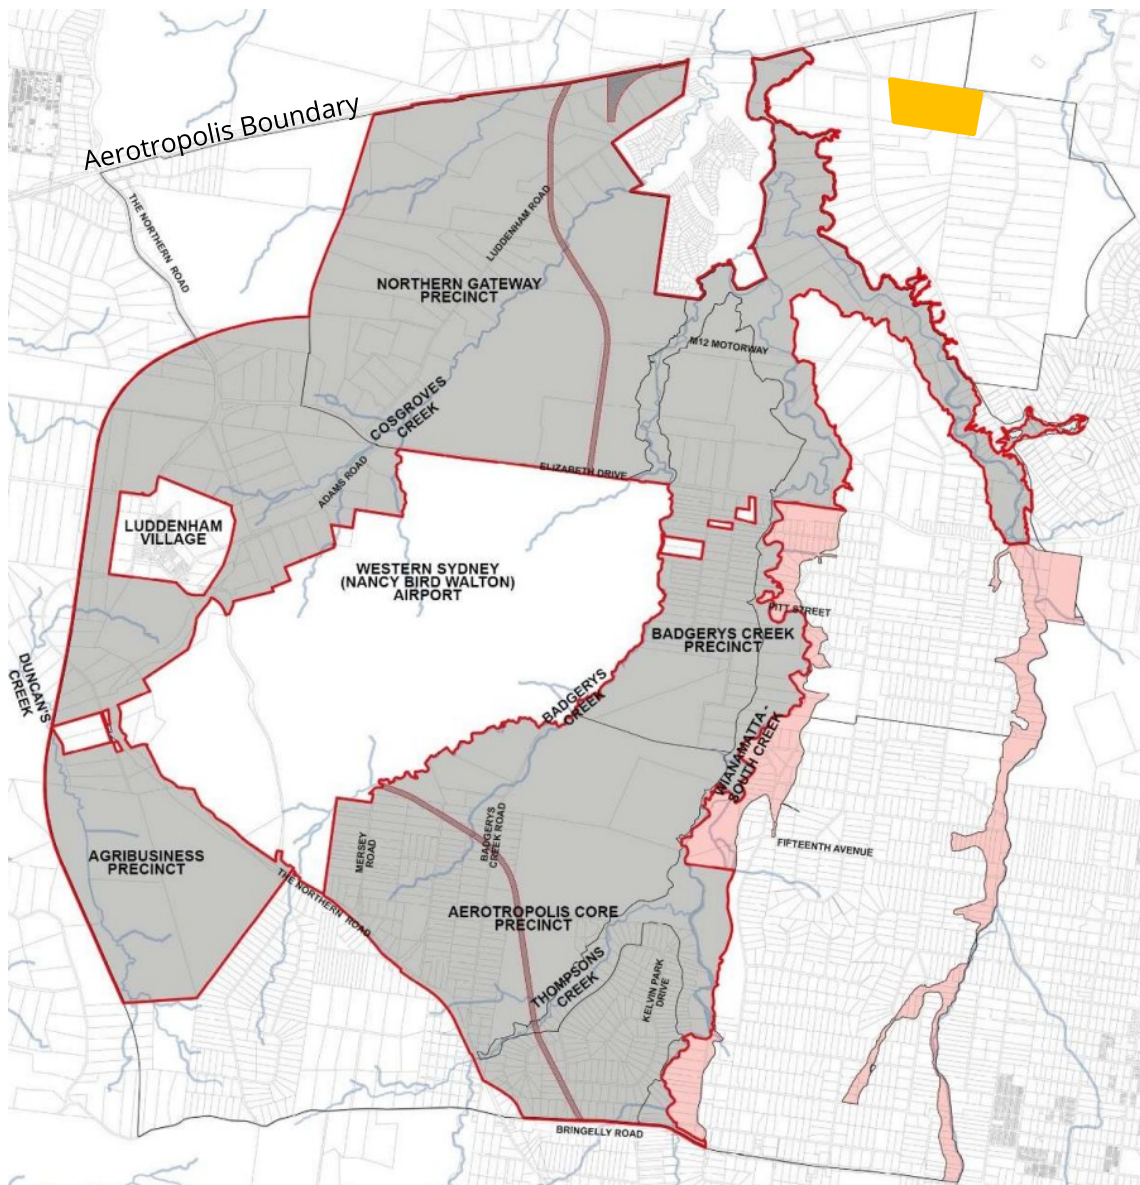 Aerotropolis Boundary
THE NORTHERN ROAD
LUDDENHAM ROAD
NORTHERN GATEWAY
PRECINCT
M12 MOTORWAY
COSGROVES
CREEK
ADAMS ROAD
ELIZABETH DRIVE
LUDDENHAM
VILLAGE
WESTERN SYDNEY
(NANCY BIRD WALTON)
AIRPORT
PITT STREET
BADGERYS CREEK
PRECINCT
DUNCAN'S
CREEK
BADGERYS
CREEK
WIANAMATTA -
SOUTH CREEK
AGRIBUSINESS
PRECINCT
MERSEY
ROAD
BADGERYS
CREEK ROAD
FIFTEENTH AVENUE
THE NORTHERN ROAD
AEROTROPOLIS CORE
PRECINCT
THOMPSONS
CREEK
KELVIN PARK
DRIVE
BRINGELLY ROAD